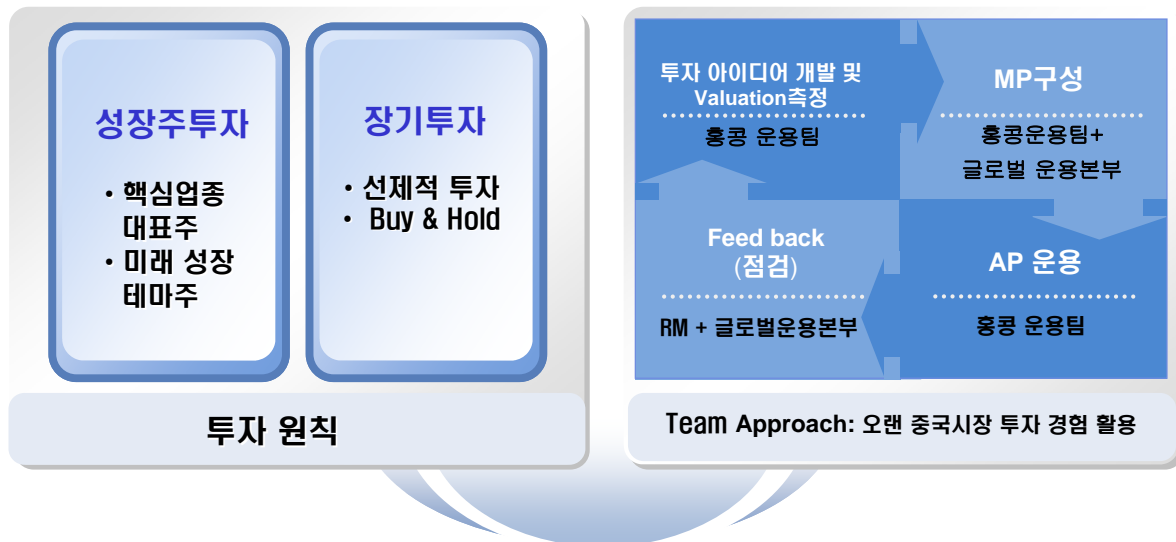 성장주투자
• 핵심업종
대표주
• 미래 성장
테마주
장기투자
• 선제적 투자
• Buy & Hold
투자 원칙
투자 아이디어 개발 및
Valuation측정
홍콩 운용팀
MP구성
홍콩운용팀+
글로벌 운용본부
Feed back
(점검)
RM + 글로벌운용본부
AP 운용
홍콩 운용팀
Team Approach: 오랜 중국시장 투자 경험 활용